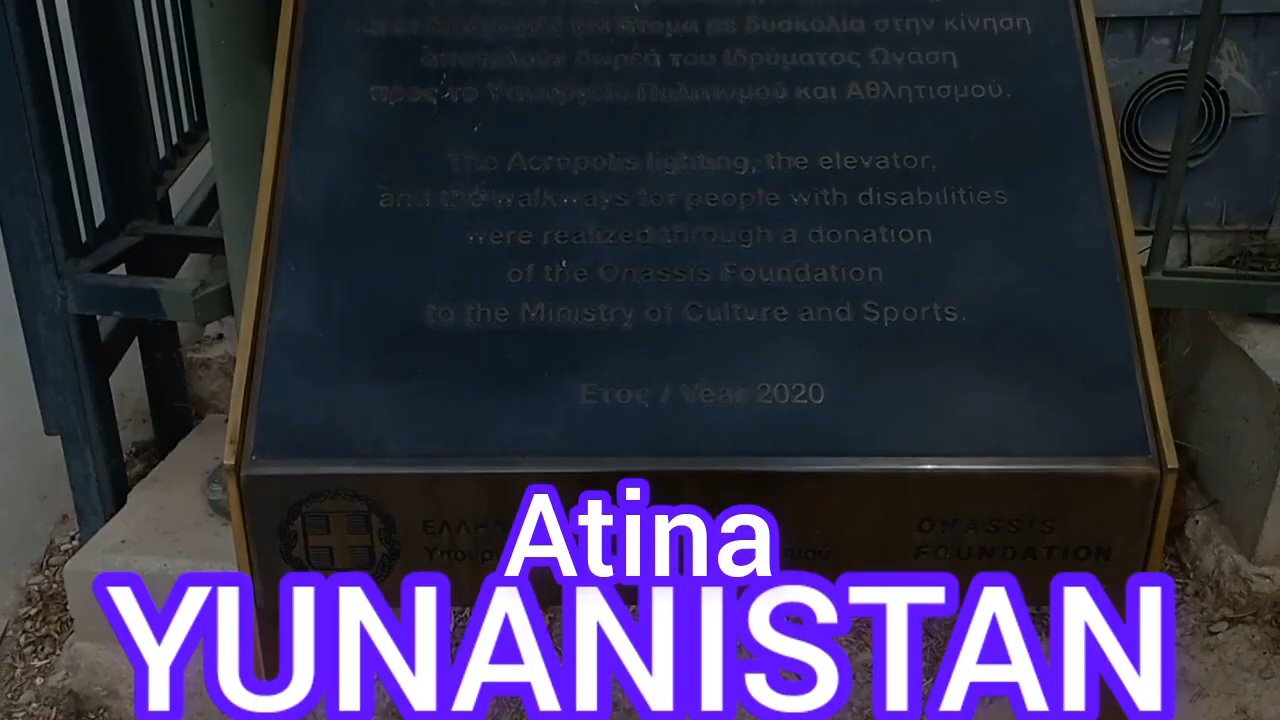 για άτομα με δυσκολία στην κίνηση
αποτελούν δωρεά του Ιδρύματος Ωνάση
προς το Υπουργείο Πολιτισμού και Αθλητισμού.
The Acropolis lighting, the elevator,
and the walkways for people with disabilities
were realized through a donation
of the Onassis Foundation
to the Ministry of Culture and Sports.
Έτος / Year 2020
ONASSIS
FOUNDATION
Atina
YUNANISTAN